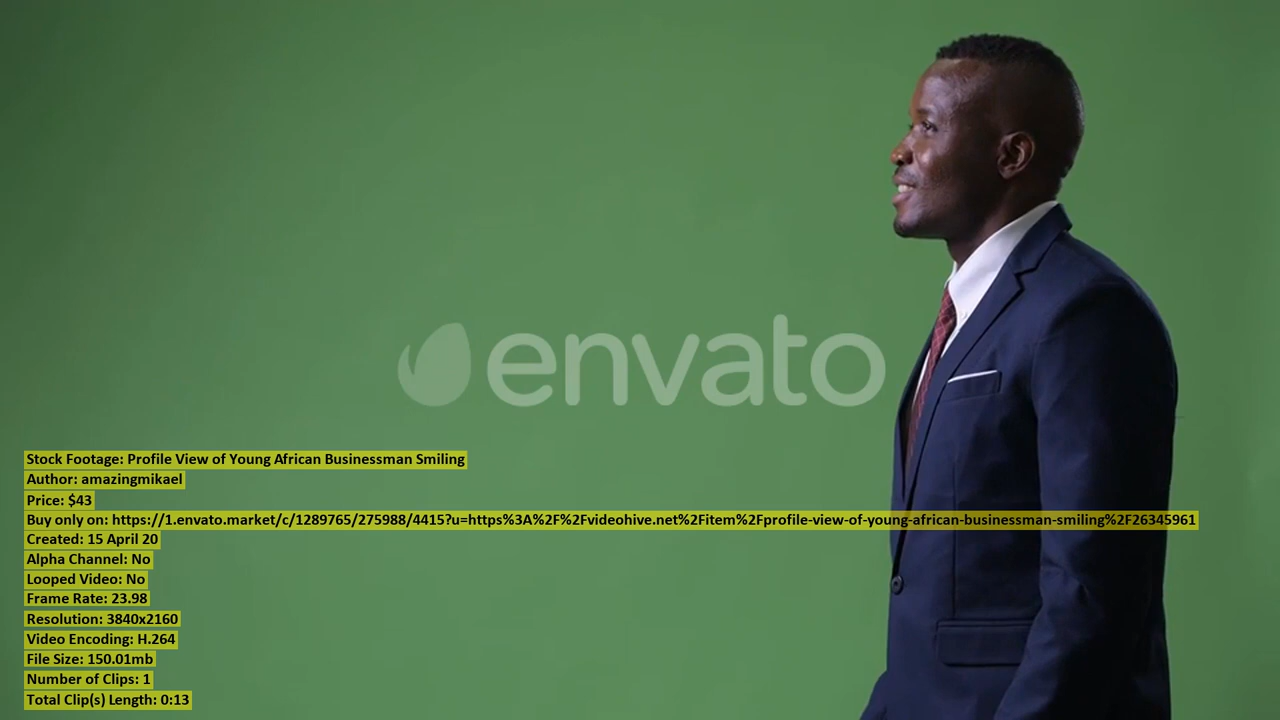 envato
Stock Footage: Profile View of Young African Businessman Smiling
Author: amazingmikael
Price: $43
Buy only on: https://1.envato.market/c/1289765/275988/4415?u=https%3A%2F%2Fvideohive.net%2Fitem%2Fprofile-view-of-young-african-businessman-smiling%2F26345961
Created: 15 April 20
Alpha Channel: No
Looped Video: No
Frame Rate: 23.98
Resolution: 3840x2160
Video Encoding: H.264
File Size: 150.01mb
Number of Clips: 1
Total Clip(s) Length: 0:13